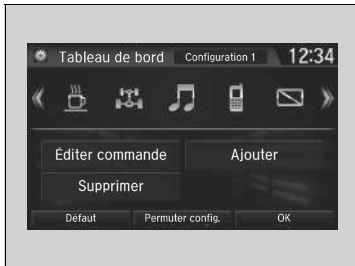 Tableau de bord Configuration 1 12:34
Éditer commande Ajouter
Supprimer
Défaut Permuter config. OK